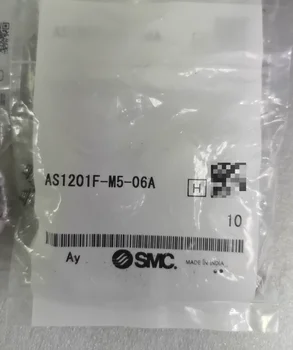 AS1201F-M5-06A
H
10
Ay SMC. MADE IN INDIA